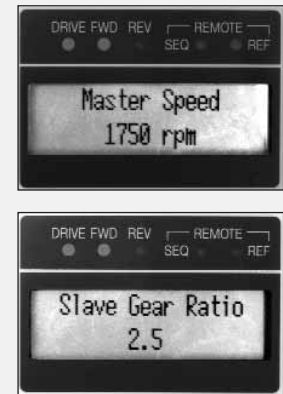 DRIVE FWD REV REMOTE
SEQ REF
Master Speed
1750 rpm
DRIVE FWD REV REMOTE
SEQ REF
Slave Gear Ratio
2.5